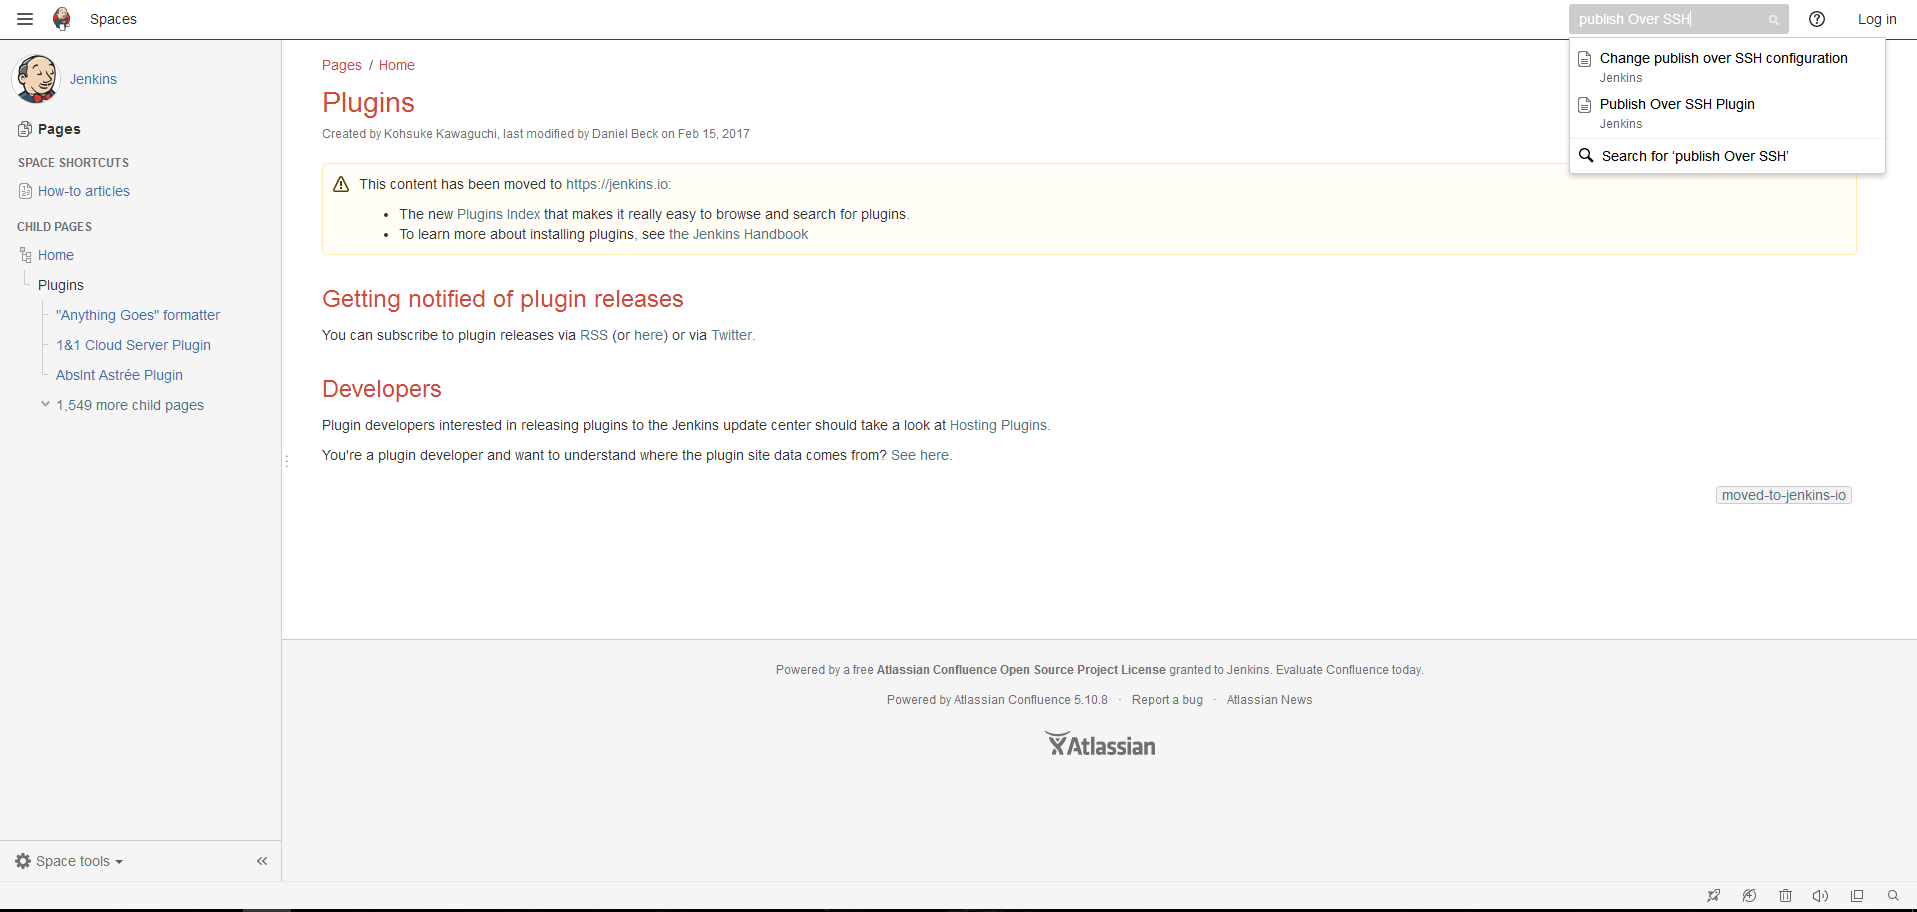 Spaces
publish Over SSH
Log in
Change publish over SSH configuration
Jenkins
Publish Over SSH Plugin
Jenkins
Search for ‘publish Over SSH’
Jenkins
Pages
SPACE SHORTCUTS
How-to articles
CHILD PAGES
Home
Plugins
"Anything Goes" formatter
1&1 Cloud Server Plugin
AbsInt Astrée Plugin
1,549 more child pages
Space tools
Pages / Home
Plugins
Created by Kohsuke Kawaguchi, last modified by Daniel Beck on Feb 15, 2017
This content has been moved to https://jenkins.io:
• The new Plugins Index that makes it really easy to browse and search for plugins.
• To learn more about installing plugins, see the Jenkins Handbook
Getting notified of plugin releases
You can subscribe to plugin releases via RSS (or here) or via Twitter.
Developers
Plugin developers interested in releasing plugins to the Jenkins update center should take a look at Hosting Plugins.
You're a plugin developer and want to understand where the plugin site data comes from? See here.
moved-to-jenkins-io
Powered by a free Atlassian Confluence Open Source Project License granted to Jenkins. Evaluate Confluence today.
Powered by Atlassian Confluence 5.10.8 · Report a bug · Atlassian News
Atlassian